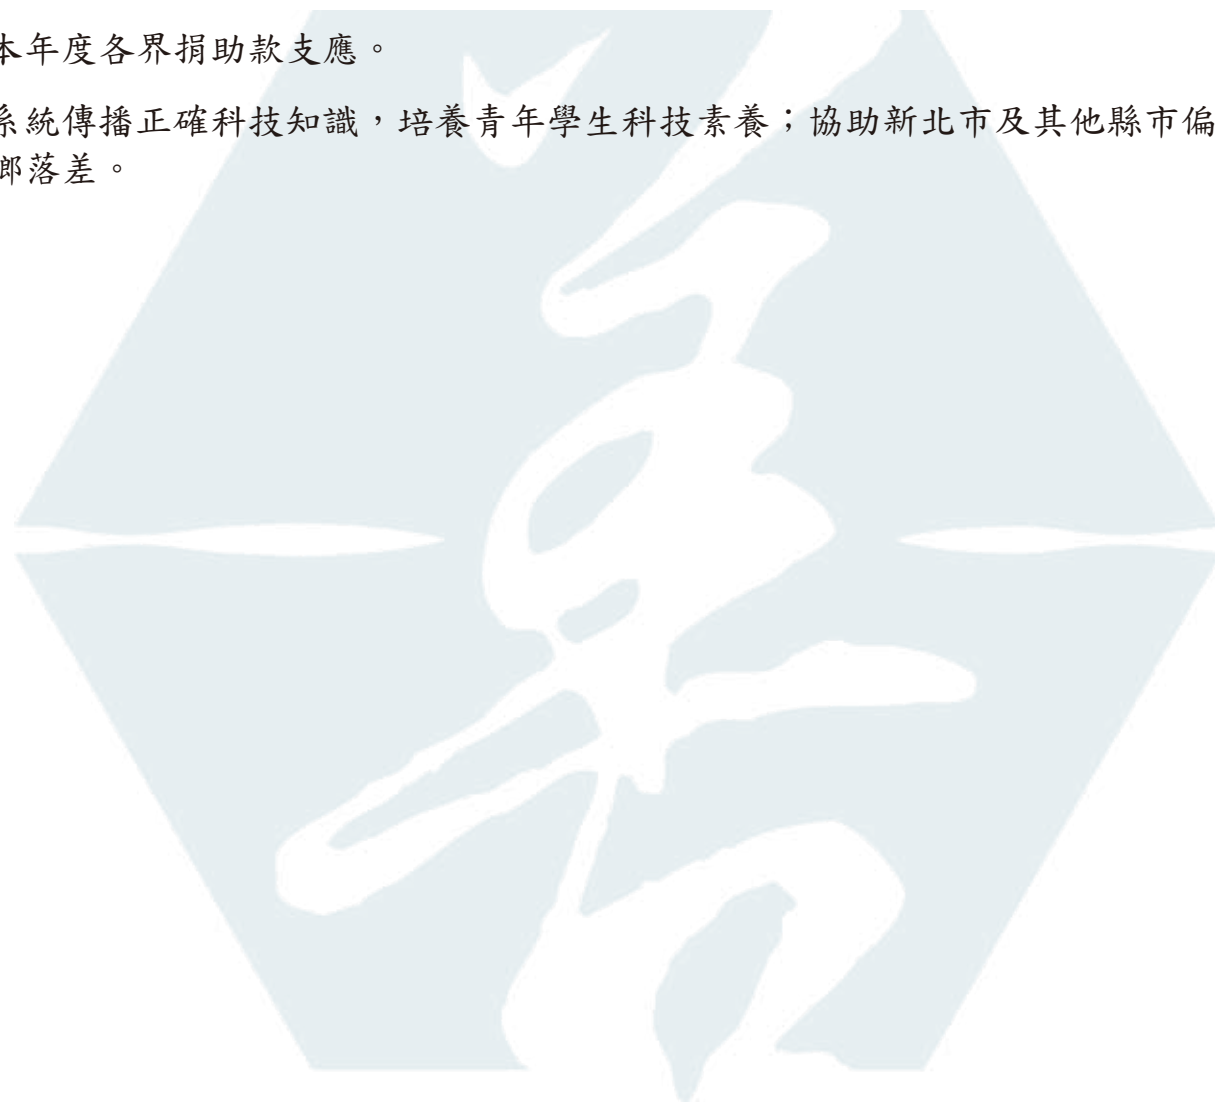 本年度各界捐助款支應。
系統傳播正確科技知識，培養青年學生科技素養；協助新北市及其他縣市偏
鄉落差。